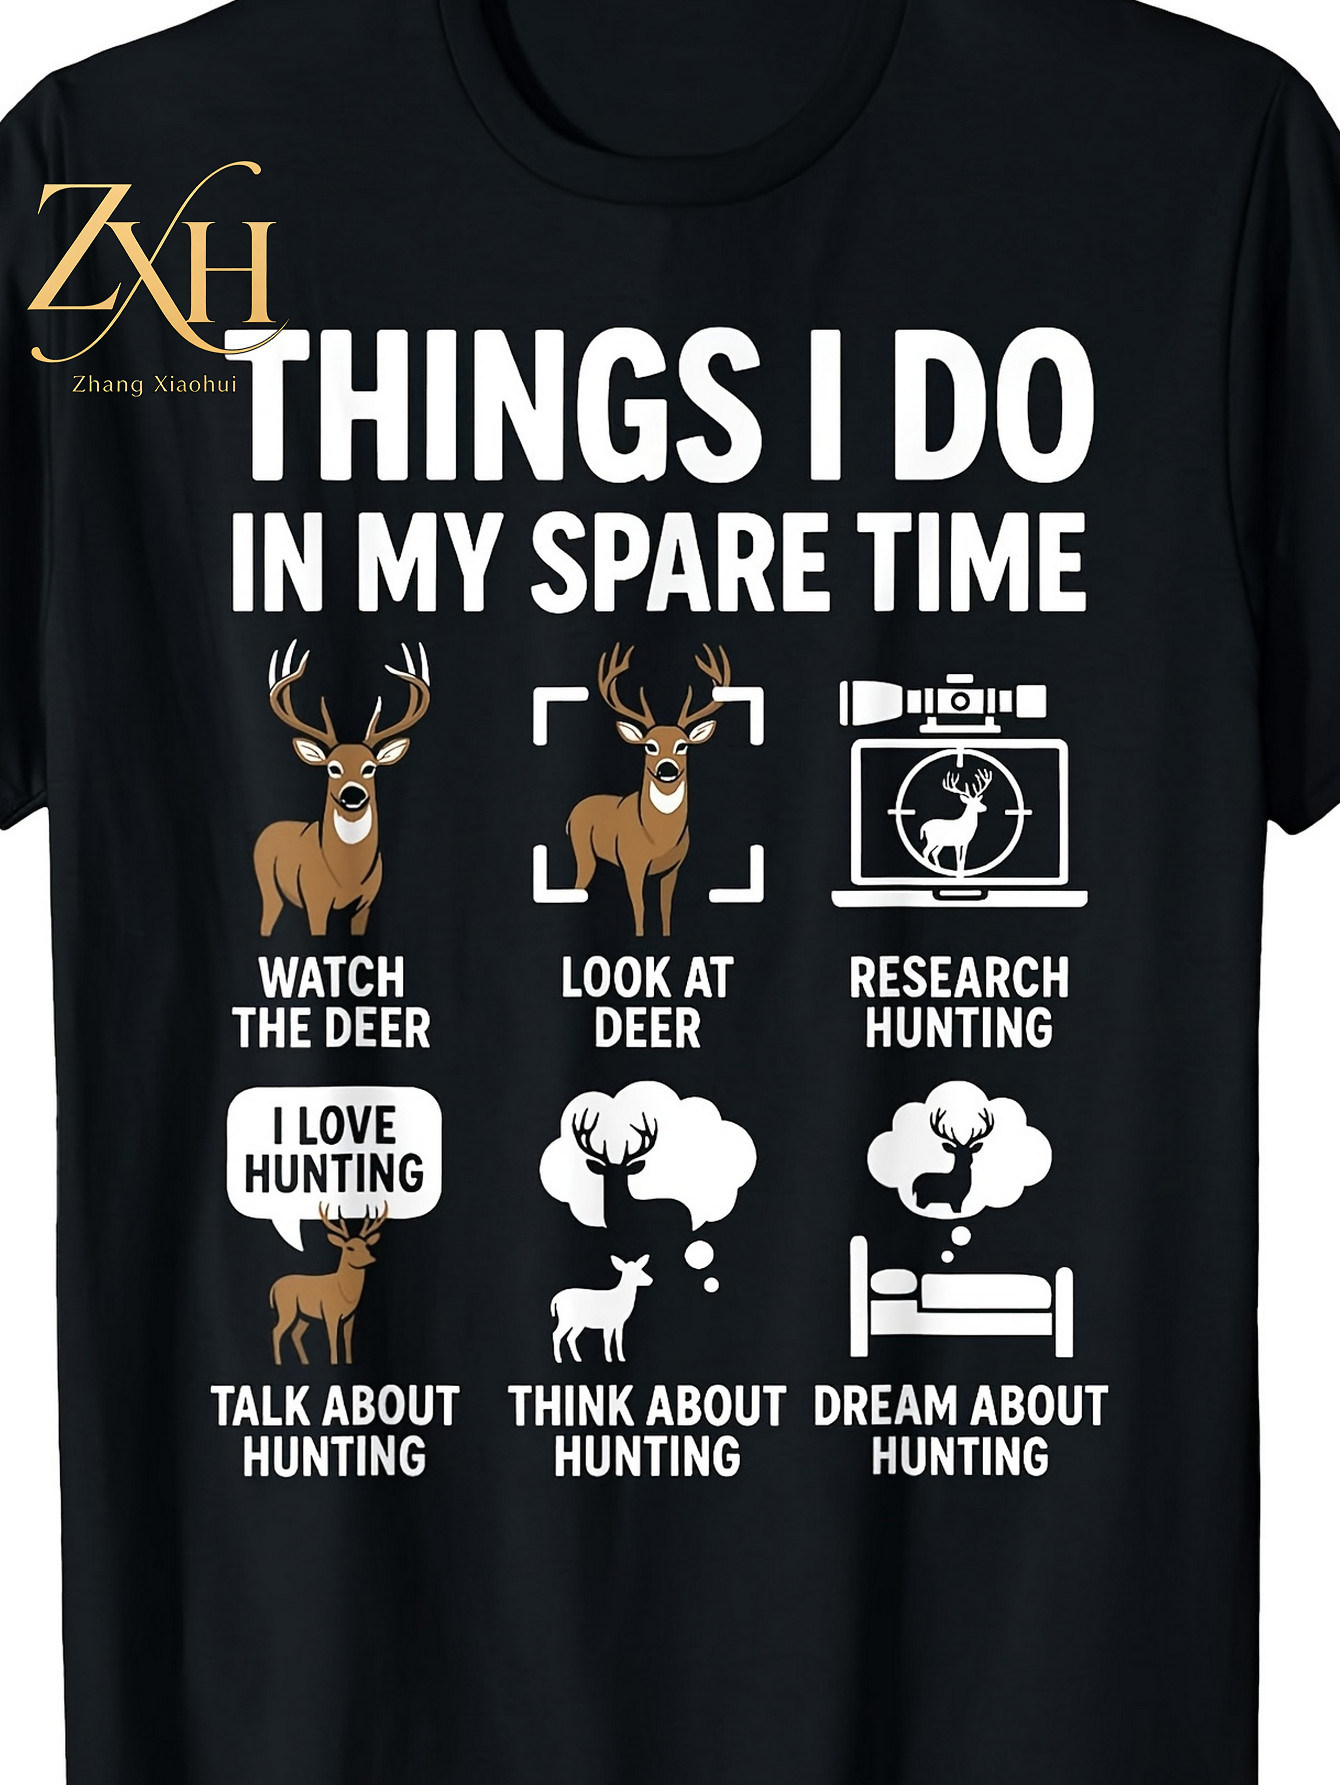 ZXH
Zhang Xiaohui
THINGS I DO
IN MY SPARE TIME
WATCH
THE DEER
LOOK AT
DEER
RESEARCH
HUNTING
I LOVE
HUNTING
TALK ABOUT
HUNTING
THINK ABOUT
HUNTING
DREAM ABOUT
HUNTING